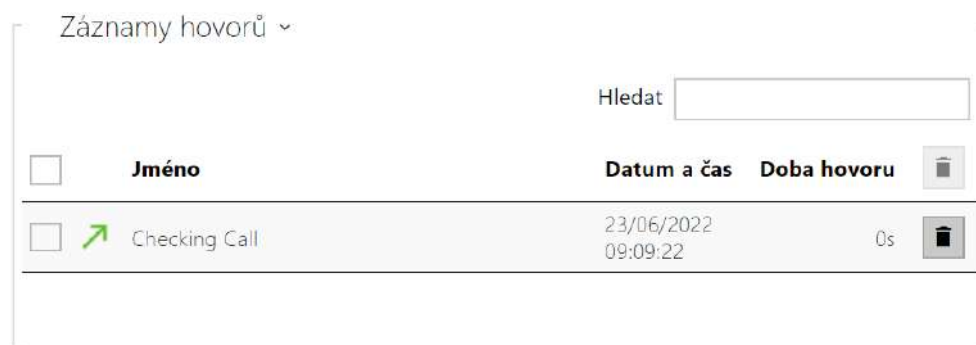 Záznamy hovorů
Hledat
Jméno Datum a čas Doba hovoru
Checking Call 23/06/2022 09:09:22 0s